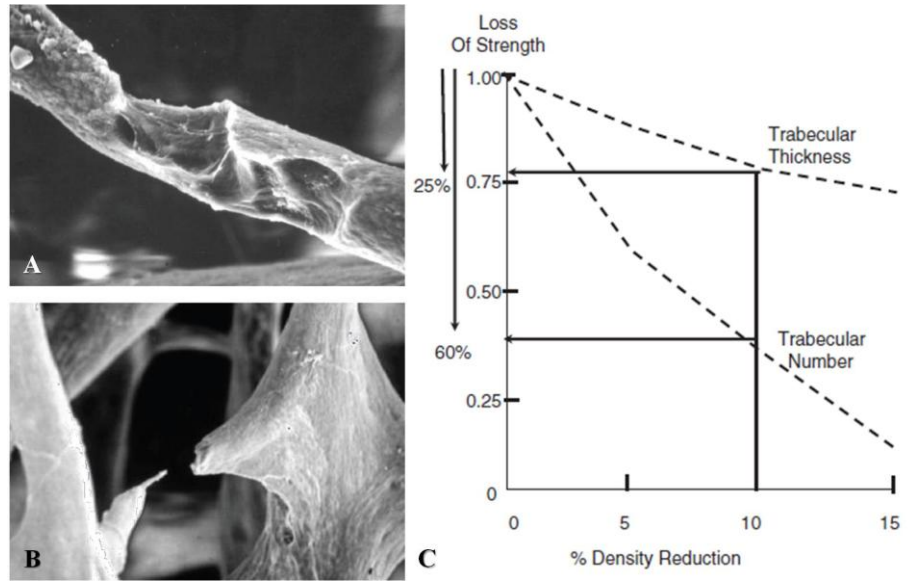 A
B
C
Loss
Of Strength
1.00
0.75
0.50
0.25
0
25%
60%
Trabecular
Thickness
Trabecular
Number
0
5
10
15
% Density Reduction